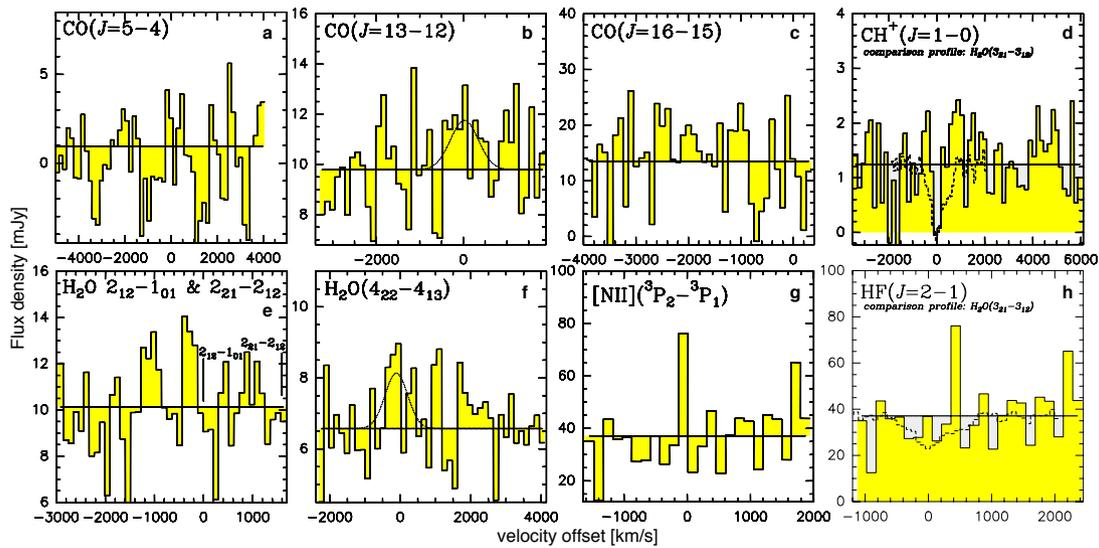 CO(J=5−4) a
CO(J=13−12) b
CO(J=16−15) c
CH⁺(J=1−0) d
comparison profile: H₂O(3₂₁−3₁₂)
5
0
−4000 −2000 0 2000 4000
16
14
12
10
8
−2000 0
40
30
20
10
0
−4000 −3000 −2000 −1000 0
4
3
2
1
0
−2000 0 2000 4000 6000
Flux density [mJy]
H₂O 2₁₂−1₀₁ & 2₂₁−2₁₂
e
2₁₂−1₀₁
2₂₁−2₁₂
H₂O(4₂₂−4₁₃) f
[NII](³P₂−³P₁) g
HF(J=2−1) h
comparison profile: H₂O(3₂₁−3₁₂)
16
14
12
10
8
6
−3000 −2000 −1000 0 1000
10
8
6
−2000 0 2000 4000
100
80
60
40
20
−1000 0 1000
100
80
60
40
20
0
−1000 0 1000 2000
velocity offset [km/s]